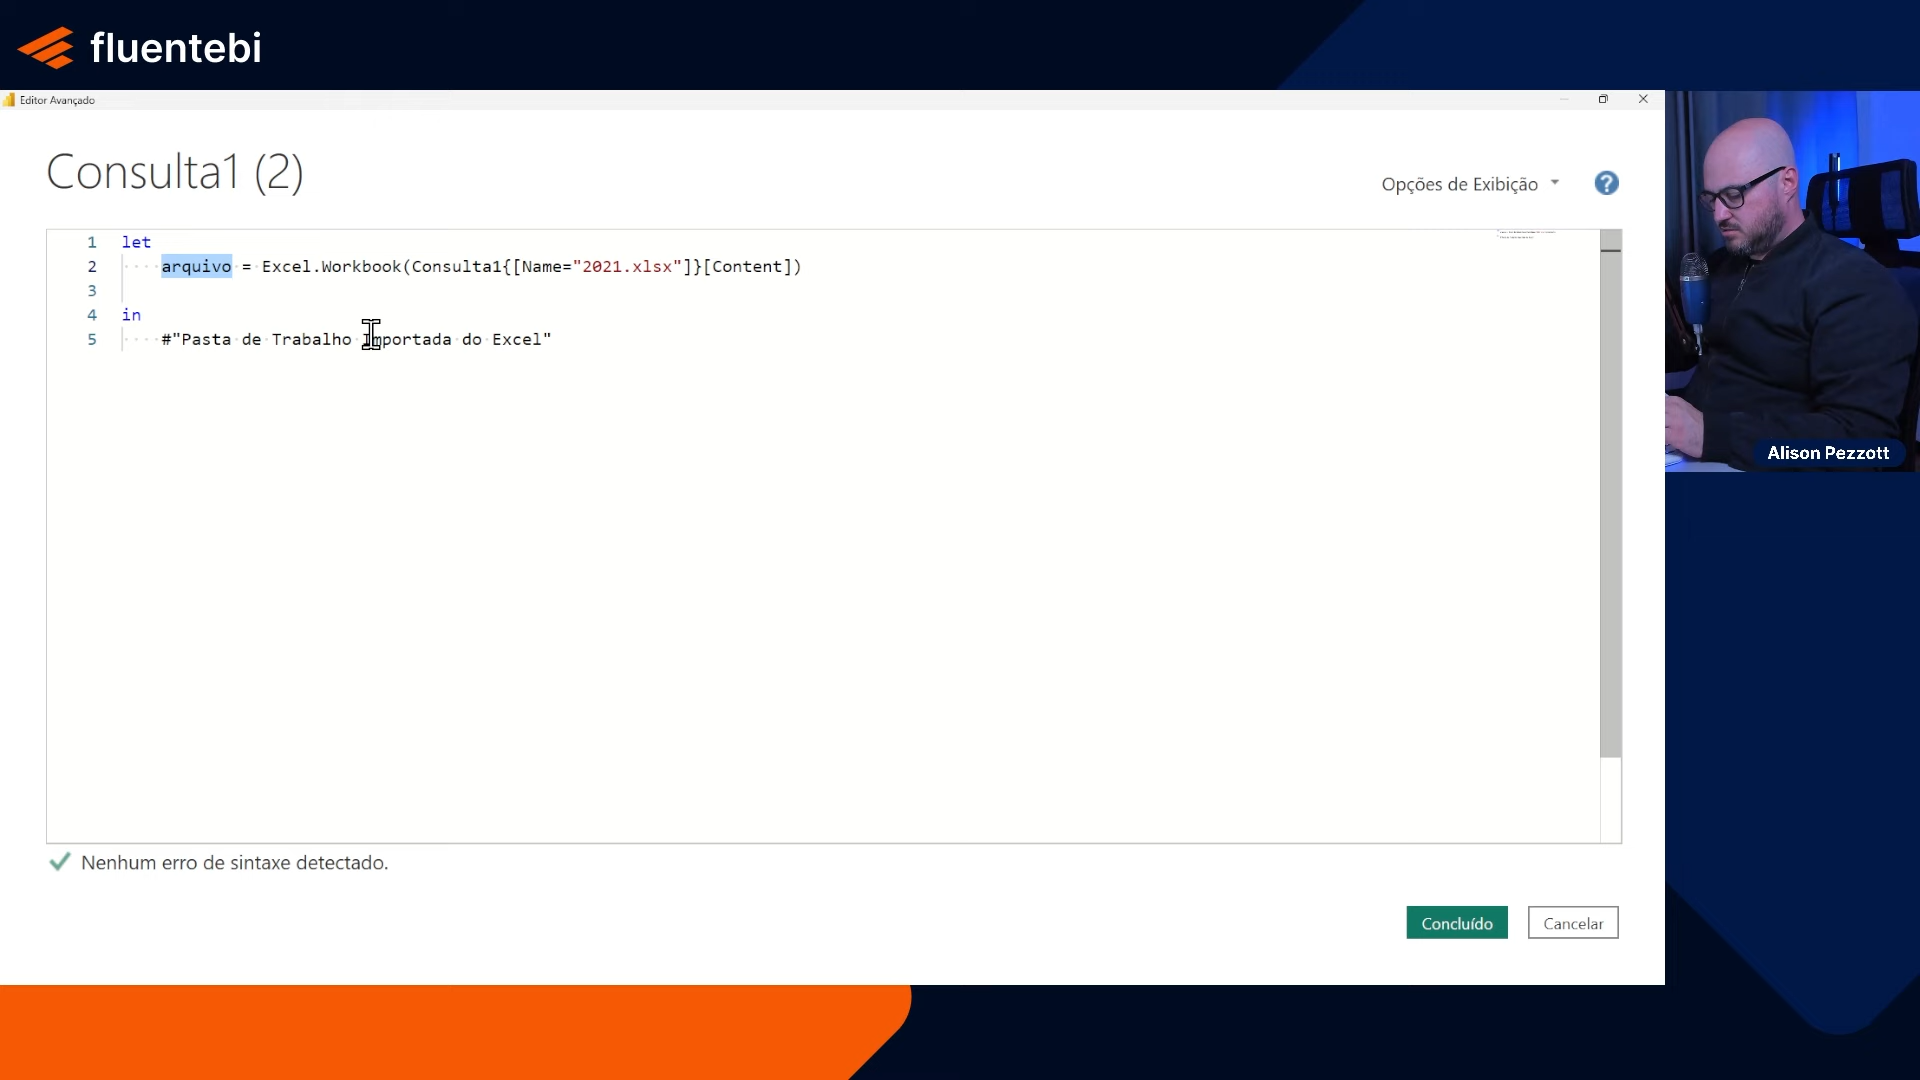 fluentebi
Editor Avançado
Consulta1 (2)
Opções de Exibição
?
1 let
2 arquivo = Excel.Workbook(Consulta1{[Name="2021.xlsx"]}[Content])
3
4 in
5 #"Pasta de Trabalho Importada do Excel"
Alison Pezzott
Nenhum erro de sintaxe detectado.
Concluído
Cancelar